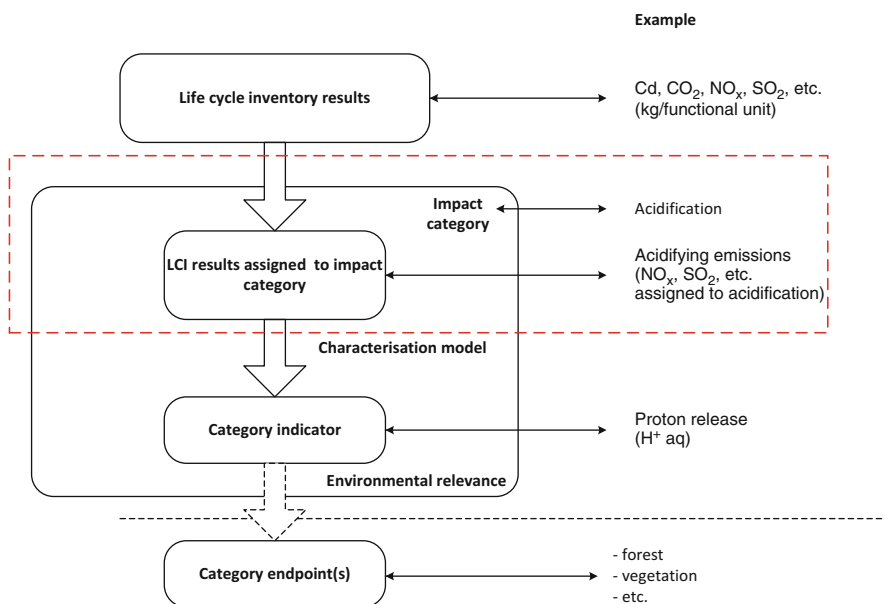 Example
Life cycle inventory results
Cd, CO₂, NOₓ, SO₂, etc.
(kg/functional unit)
Impact
category
Acidification
LCI results assigned to impact
category
Acidifying emissions
(NOₓ, SO₂, etc.
assigned to acidification)
Characterisation model
Category indicator
Proton release
(H⁺ aq)
Environmental relevance
Category endpoint(s)
- forest
- vegetation
- etc.